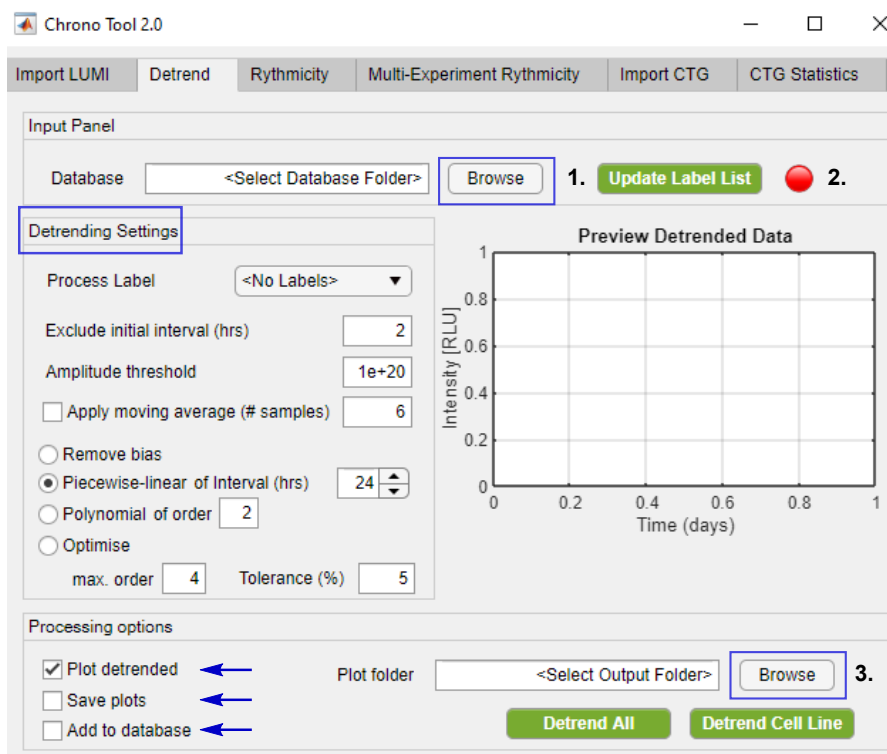 Chrono Tool 2.0
Import LUMI Detrend Rythmicity Multi-Experiment Rythmicity Import CTG CTG Statistics
Input Panel
Database <Select Database Folder> Browse 1. Update Label List 2.
Detrending Settings
Process Label <No Labels>
Exclude initial interval (hrs) 2
Amplitude threshold 1e+20
Apply moving average (# samples) 6
Remove bias
Piecewise-linear of Interval (hrs) 24
Polynomial of order 2
Optimise
max. order 4 Tolerance (%) 5
Preview Detrended Data
1
0.8
0.6
0.4
0.2
0
Intensity [RLU]
0 0.2 0.4 0.6 0.8 1
Time (days)
Processing options
Plot detrended
Save plots
Add to database
Plot folder <Select Output Folder> Browse 3.
Detrend All Detrend Cell Line